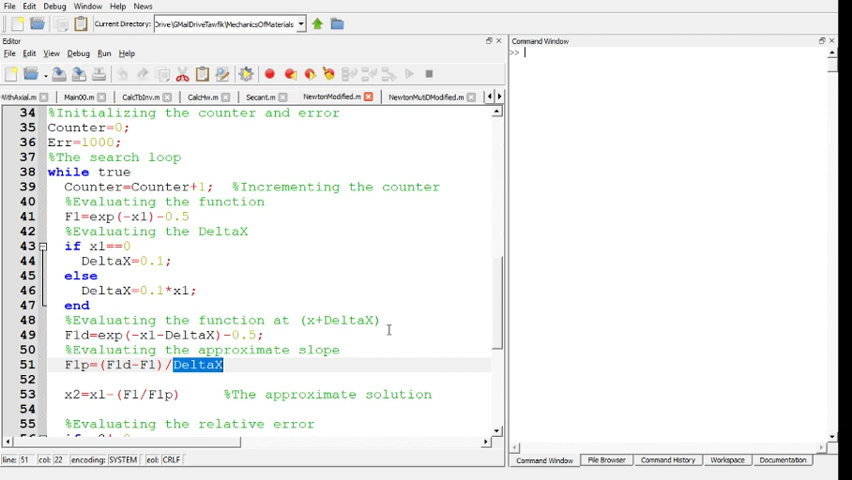 File Edit Window Help News
Current Directory: Drive/GMailDriveTawfik/MechanicsOfMaterials
Editor
File Edit View Debug Run Help
WithAxial.m Main00.m CalcTbInv.m CalcHw.m Secant.m NewtonModified.m NewtonMutDModified.m
34 %Initializing the counter and error
35 Counter=0;
36 Err=1000;
37 %The search loop
38 while true
39 Counter=Counter+1; %Incrementing the counter
40 %Evaluating the function
41 F1=exp(-x1)-0.5
42 %Evaluating the DeltaX
43 if x1==0
44 DeltaX=0.1;
45 else
46 DeltaX=0.1*x1;
47 end
48 %Evaluating the function at (x+DeltaX)
49 F1d=exp(-x1-DeltaX)-0.5;
50 %Evaluating the approximate slope
51 F1p=(F1d-F1)/DeltaX
52
53 x2=x1-(F1/F1p) %The approximate solution
54
55 %Evaluating the relative error
line: 51 col: 22 encoding: SYSTEM eol: CRLF
Command Window
>>
Command Window File Browser Command History Workspace Documentation